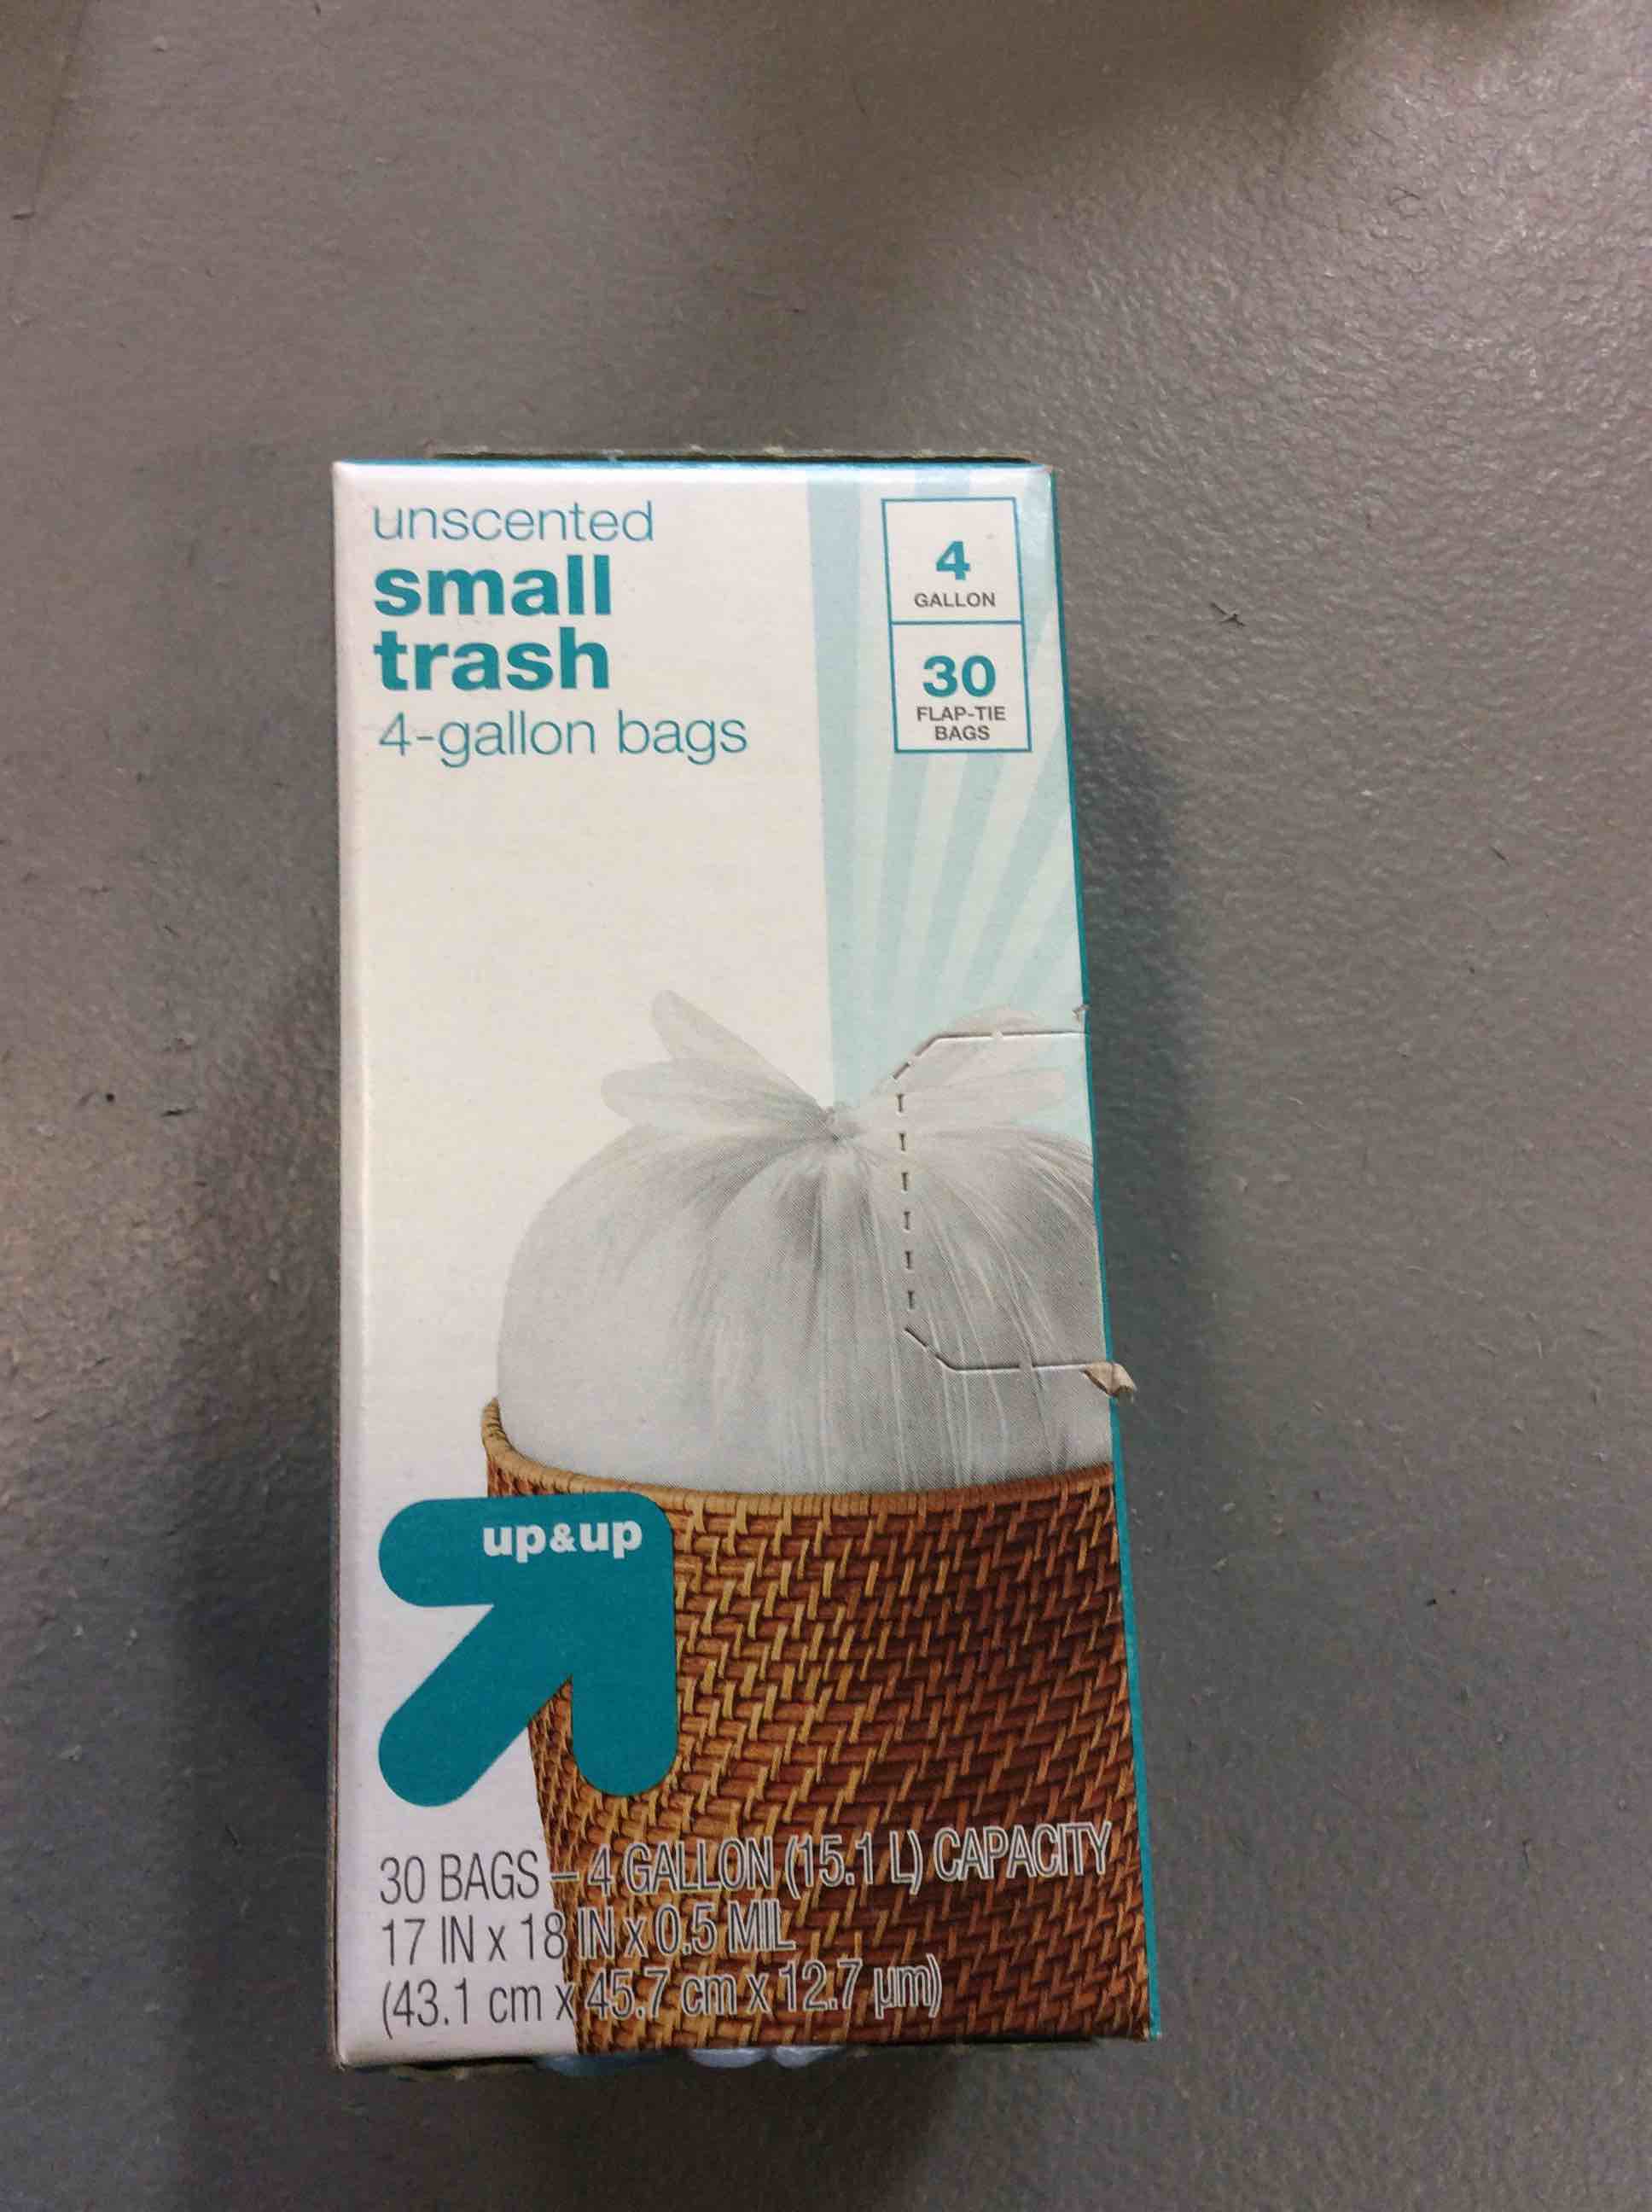 unscented
small
trash
4-gallon bags
4
GALLON
30
FLAP-TIE
BAGS
up&up
30 BAGS – 4 GALLON (15.1 L) CAPACITY
17 IN x 18 IN x 0.5 MIL
(43.1 cm x 45.7 cm x 12.7 µm)